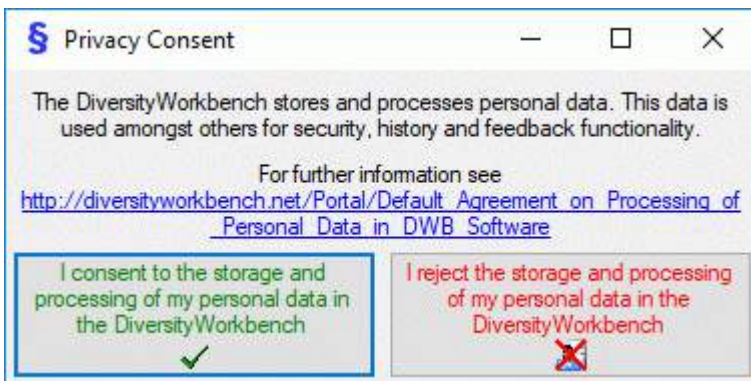 § Privacy Consent
The DiversityWorkbench stores and processes personal data. This data is
used amongst others for security, history and feedback functionality.
For further information see
http://diversityworkbench.net/Portal/Default_Agreement_on_Processing_of
_Personal_Data_in_DWB_Software
I consent to the storage and
processing of my personal data in
the DiversityWorkbench
I reject the storage and processing
of my personal data in the
DiversityWorkbench